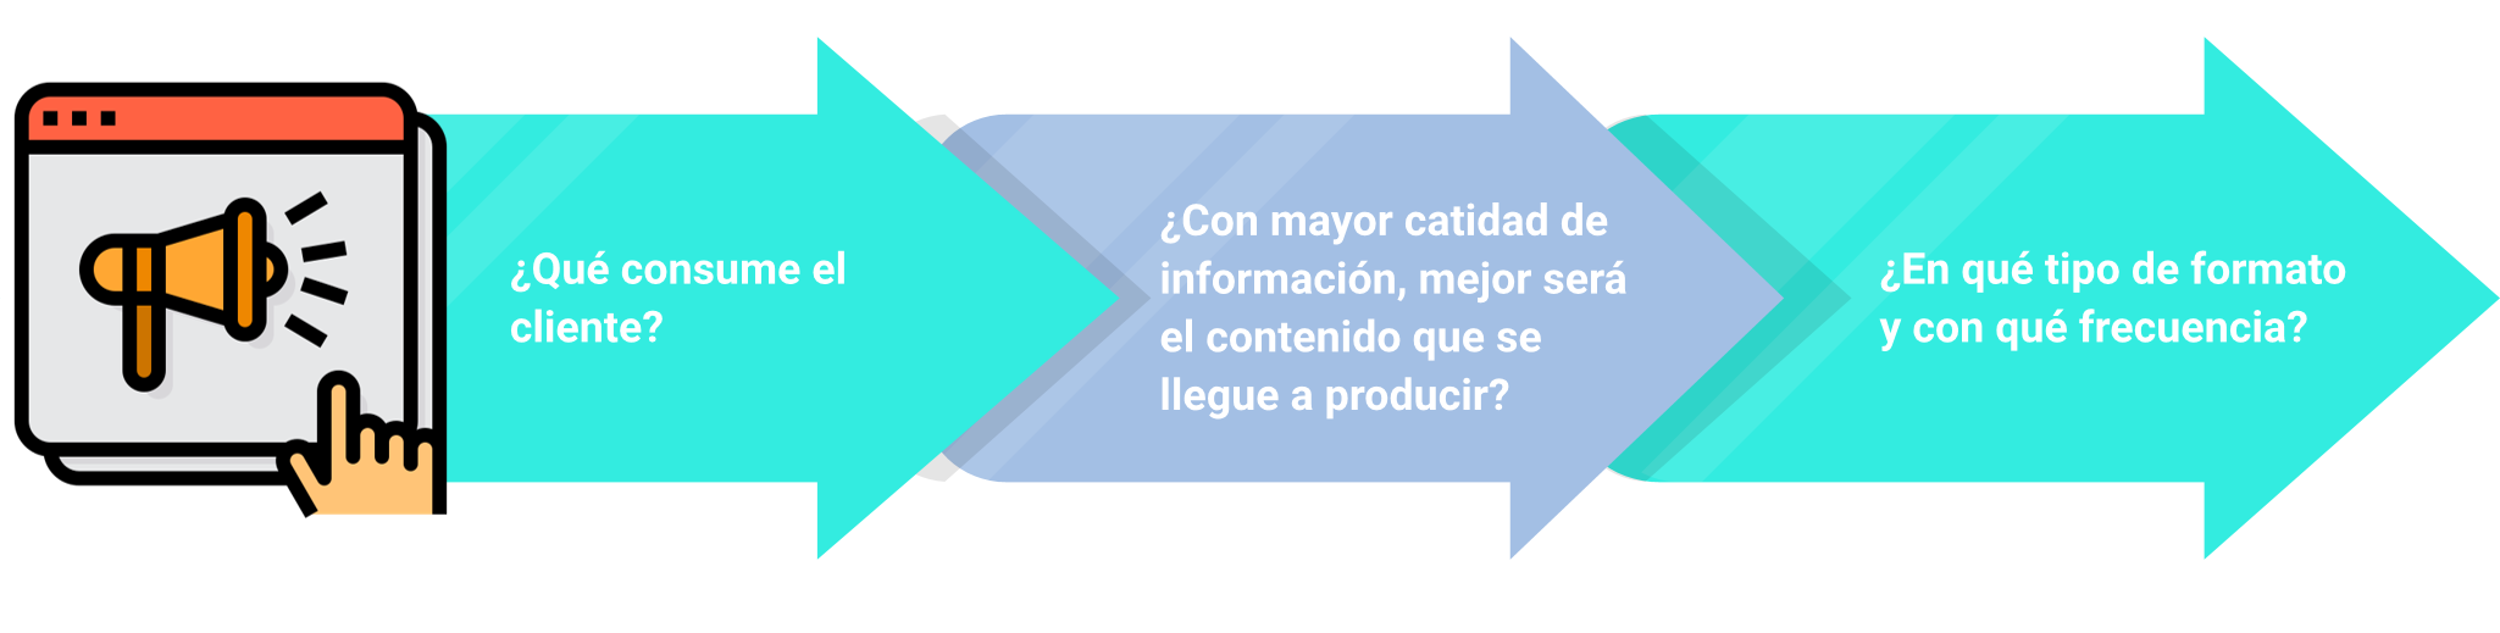 ¿Qué consume el
cliente?
¿Con mayor catidad de
información, mejor será
el contenido que se
llegue a producir?
¿En qué tipo de formato
y con qué frecuencia?